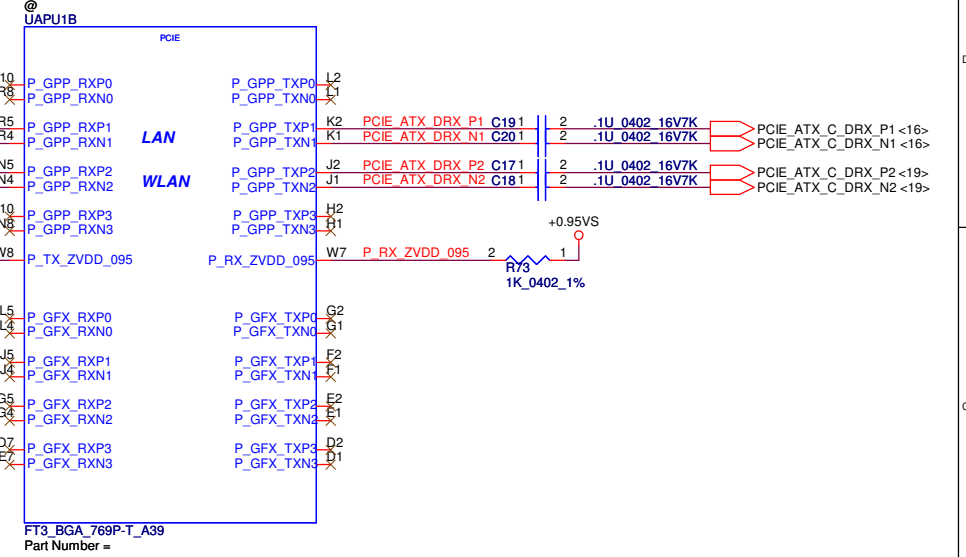 @
UAPU1B
PCIE
P_GPP_RXP0 P_GPP_TXP0 L2
R8 P_GPP_RXN0 P_GPP_TXN0 L1
R5 P_GPP_RXP1 P_GPP_TXP1 K2 PCIE_ATX_DRX_P1 C19 1 2 .1U_0402_16V7K PCIE_ATX_C_DRX_P1 <16>
R4 P_GPP_RXN1 LAN P_GPP_TXN1 K1 PCIE_ATX_DRX_N1 C20 1 2 .1U_0402_16V7K PCIE_ATX_C_DRX_N1 <16>
N5 P_GPP_RXP2 P_GPP_TXP2 J2 PCIE_ATX_DRX_P2 C17 1 2 .1U_0402_16V7K PCIE_ATX_C_DRX_P2 <19>
N4 P_GPP_RXN2 WLAN P_GPP_TXN2 J1 PCIE_ATX_DRX_N2 C18 1 2 .1U_0402_16V7K PCIE_ATX_C_DRX_N2 <19>
P_GPP_RXP3 P_GPP_TXP3 H2
N8 P_GPP_RXN3 P_GPP_TXN3 H1
+0.95VS
W8 P_TX_ZVDD_095 P_RX_ZVDD_095 W7 P_RX_ZVDD_095 2 1
R73
1K_0402_1%
L5 P_GFX_RXP0 P_GFX_TXP0 G2
L4 P_GFX_RXN0 P_GFX_TXN0 G1
J5 P_GFX_RXP1 P_GFX_TXP1 F2
J4 P_GFX_RXN1 P_GFX_TXN1 F1
G5 P_GFX_RXP2 P_GFX_TXP2 E2
G4 P_GFX_RXN2 P_GFX_TXN2 E1
D7 P_GFX_RXP3 P_GFX_TXP3 D2
E7 P_GFX_RXN3 P_GFX_TXN3 D1
FT3_BGA_769P-T_A39
Part Number =